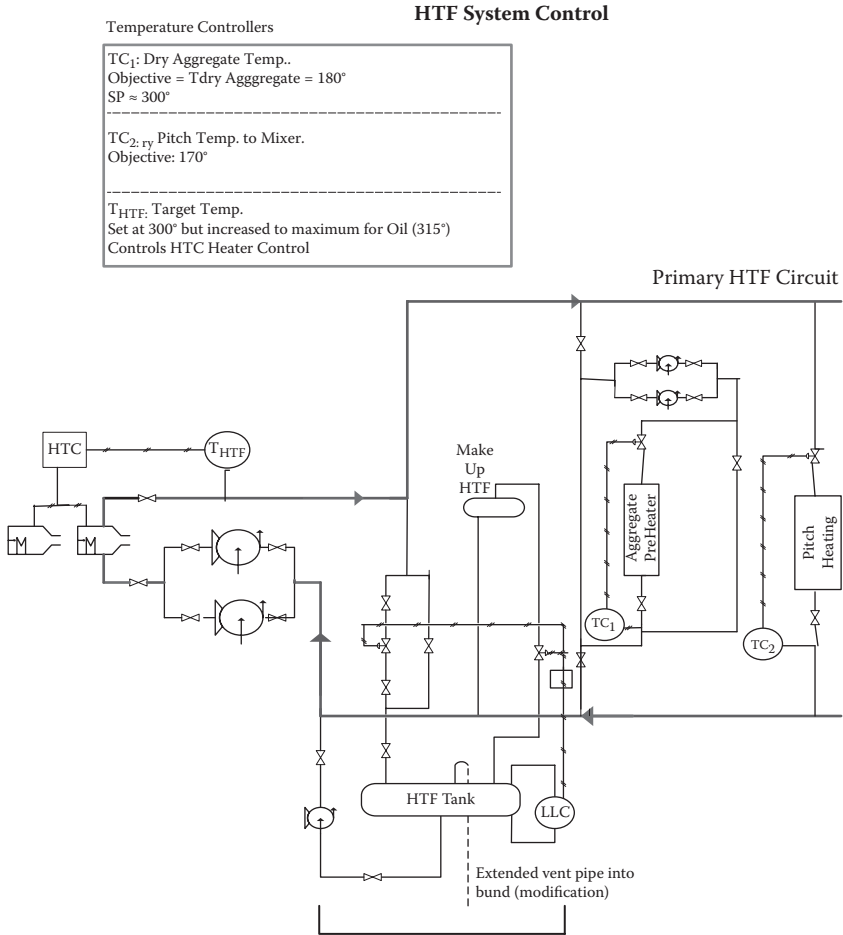 HTF System Control
Temperature Controllers
TC1: Dry Aggregate Temp..
Objective = Tdry Agggregate = 180°
SP ≈ 300°
TC2: ry Pitch Temp. to Mixer.
Objective: 170°
THTF: Target Temp.
Set at 300° but increased to maximum for Oil (315°)
Controls HTC Heater Control
Primary HTF Circuit
HTC
THTF
Make
Up
HTF
M
M
Aggregate
PreHeater
Pitch
Heating
TC1
TC2
HTF Tank
LLC
Extended vent pipe into
bund (modification)